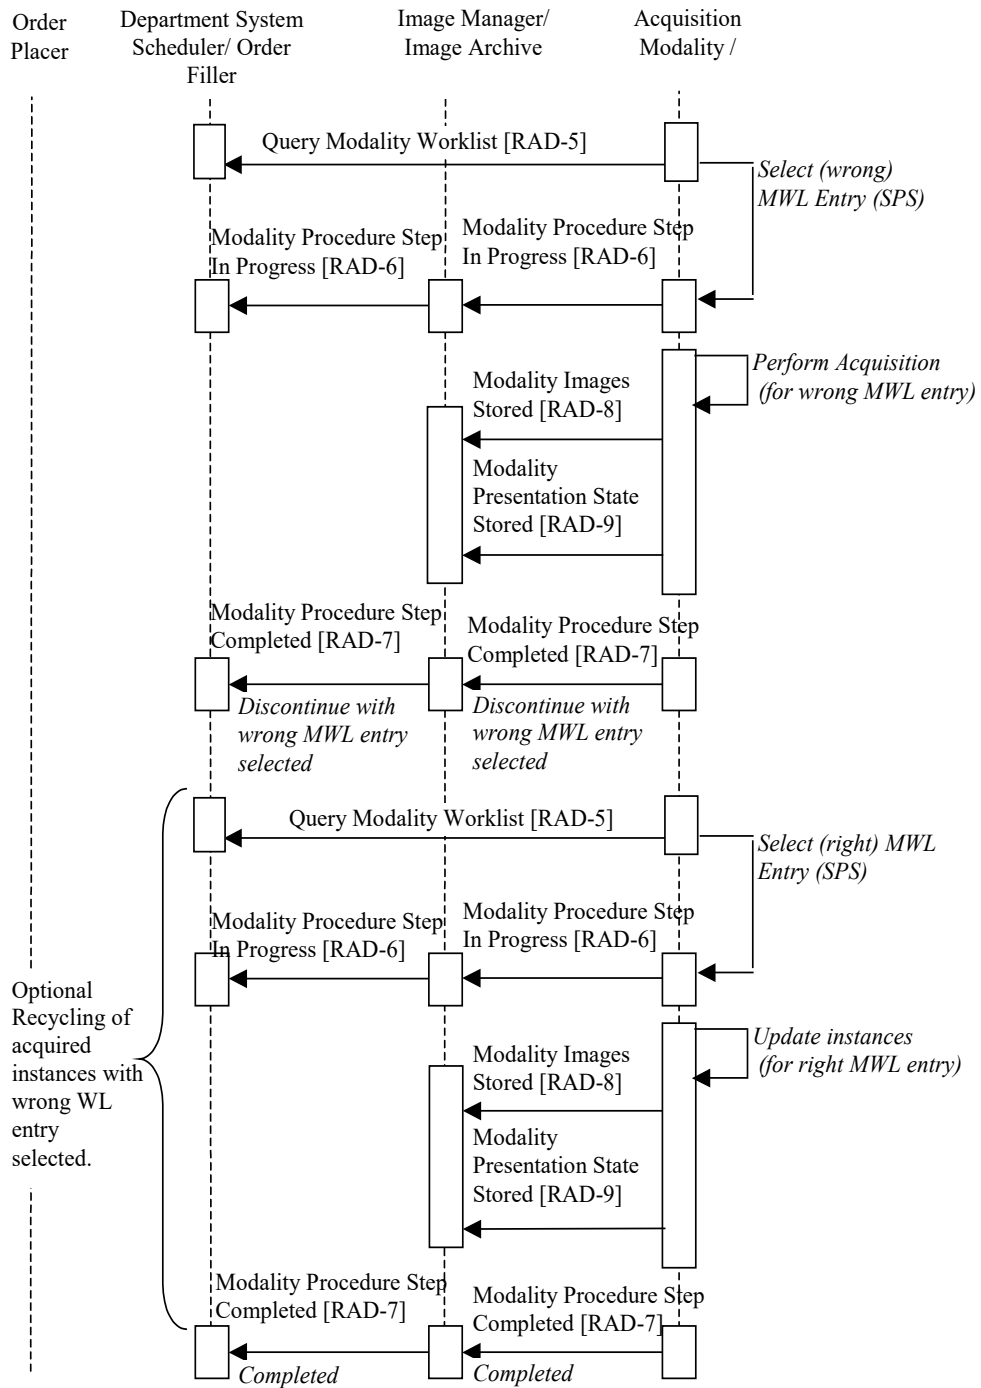 Order
Placer
Department System
Scheduler/ Order
Filler
Image Manager/
Image Archive
Acquisition
Modality /
Query Modality Worklist [RAD-5]
Select (wrong)
MWL Entry (SPS)
Modality Procedure Step
In Progress [RAD-6]
Modality Procedure Step
In Progress [RAD-6]
Perform Acquisition
(for wrong MWL entry)
Modality Images
Stored [RAD-8]
Modality
Presentation State
Stored [RAD-9]
Modality Procedure Step
Completed [RAD-7]
Modality Procedure Step
Completed [RAD-7]
Discontinue with
wrong MWL entry
selected
Discontinue with
wrong MWL entry
selected
Query Modality Worklist [RAD-5]
Select (right) MWL
Entry (SPS)
Modality Procedure Step
In Progress [RAD-6]
Modality Procedure Step
In Progress [RAD-6]
Optional
Recycling of
acquired
instances with
wrong WL
entry
selected.
Update instances
(for right MWL entry)
Modality Images
Stored [RAD-8]
Modality
Presentation State
Stored [RAD-9]
Modality Procedure Step
Completed [RAD-7]
Modality Procedure Step
Completed [RAD-7]
Completed
Completed